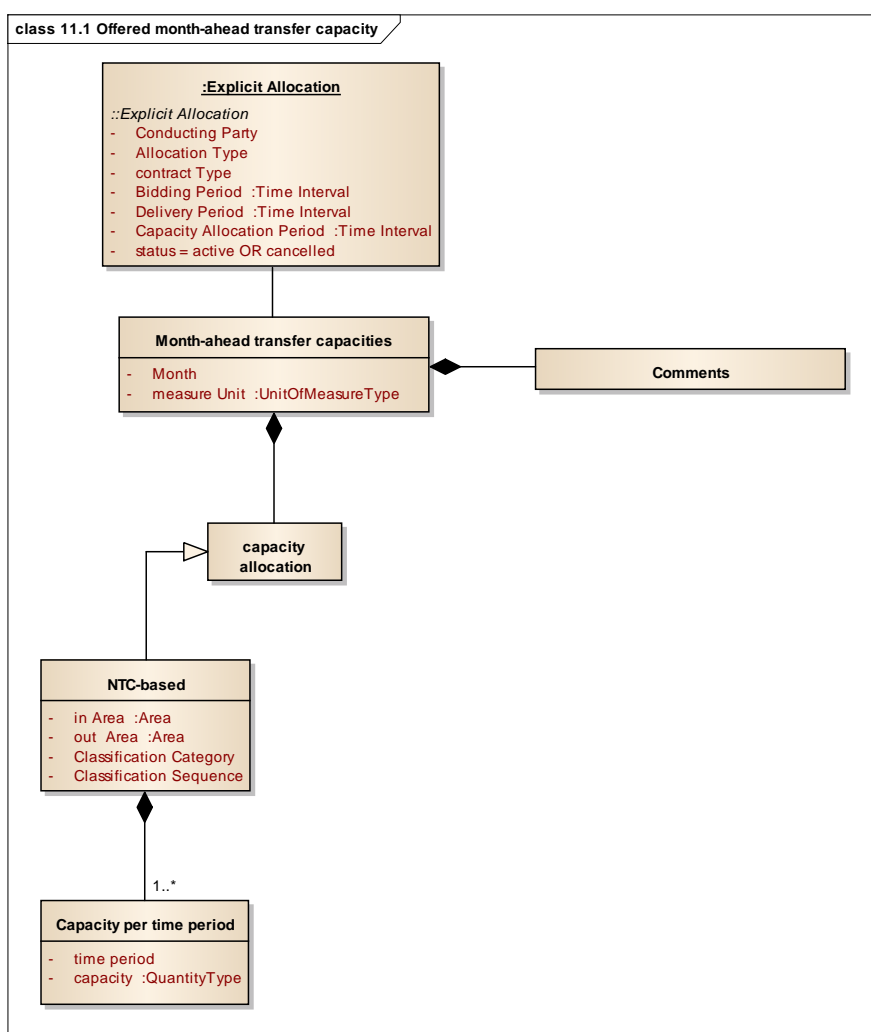 class 11.1 Offered month-ahead transfer capacity
:Explicit Allocation
::Explicit Allocation
- Conducting Party
- Allocation Type
- contract Type
- Bidding Period :Time Interval
- Delivery Period :Time Interval
- Capacity Allocation Period :Time Interval
- status = active OR cancelled
Month-ahead transfer capacities
- Month
- measure Unit :UnitOfMeasureType
Comments
capacity
allocation
NTC-based
- in Area :Area
- out Area :Area
- Classification Category
- Classification Sequence
1..*
Capacity per time period
- time period
- capacity :QuantityType